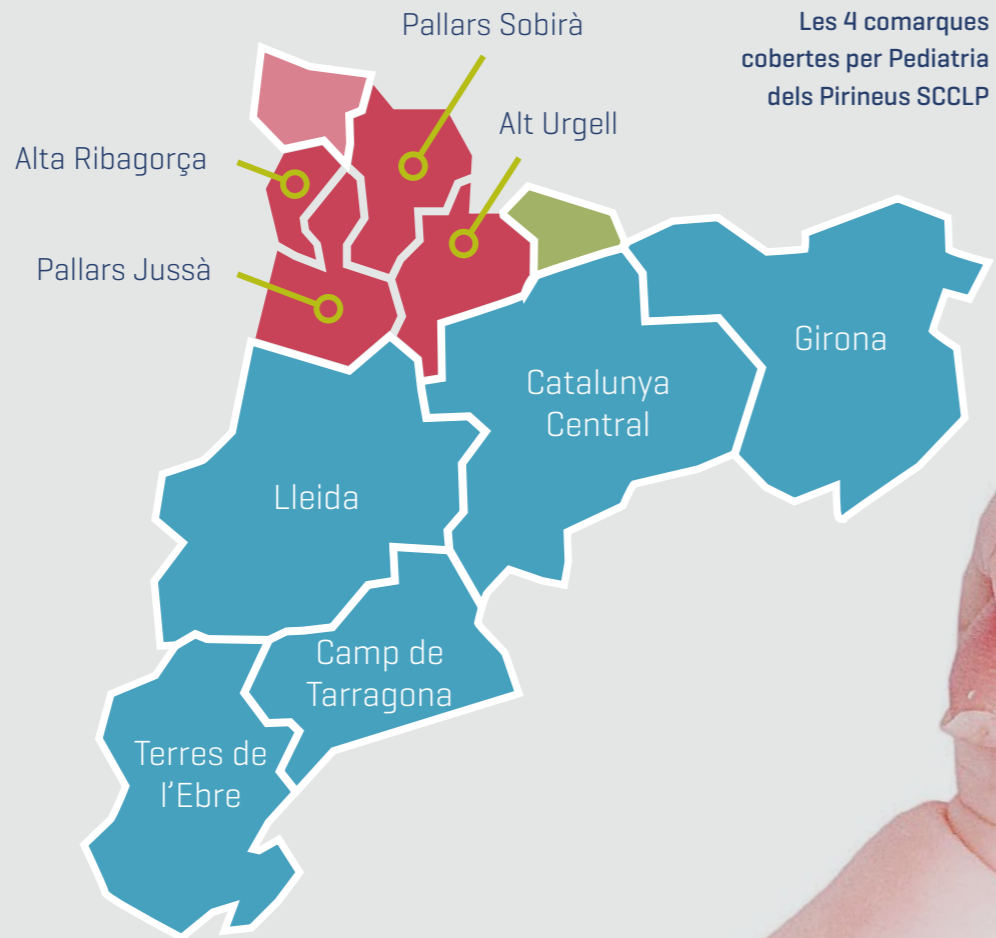 Les 4 comarques
cobertes per Pediatria
dels Pirineus SCCLP
Pallars Sobirà
Alt Urgell
Alta Ribagorça
Pallars Jussà
Girona
Catalunya
Central
Lleida
Camp de
Tarragona
Terres de
l'Ebre